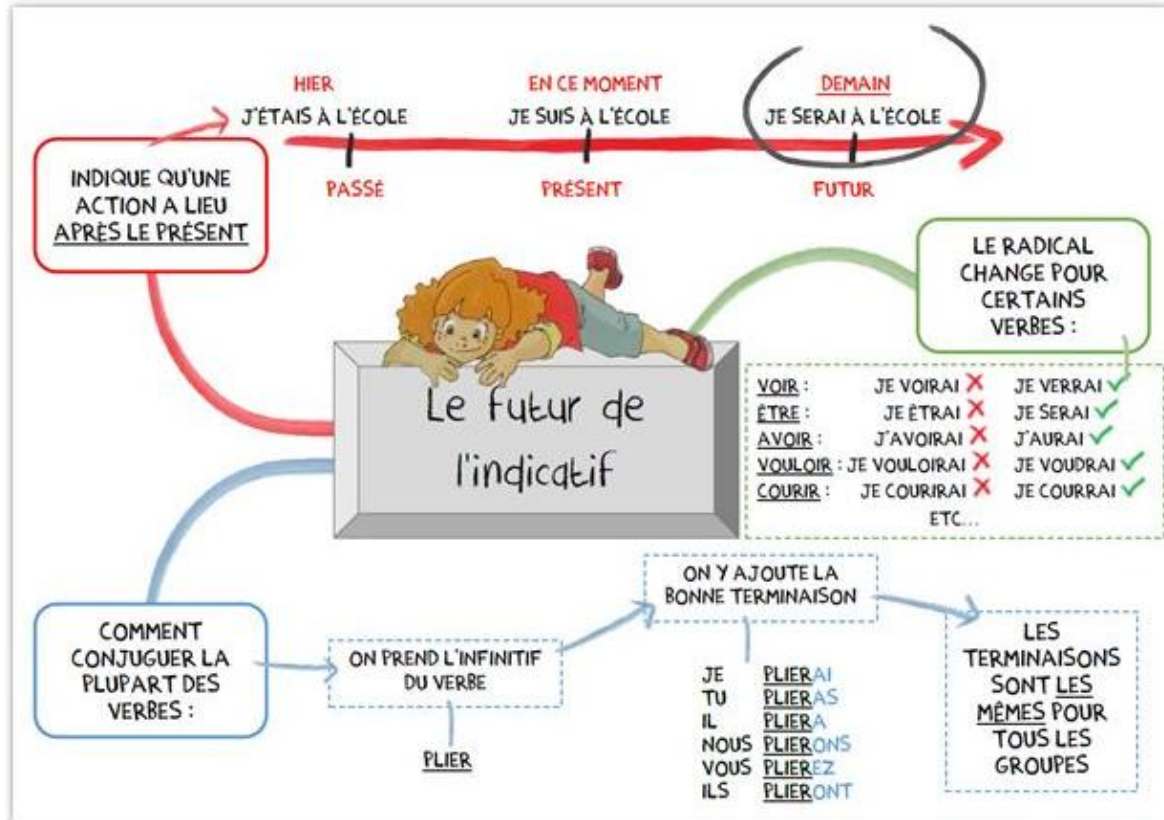 HIER
J'ÉTAIS À L'ÉCOLE
EN CE MOMENT
JE SUIS À L'ÉCOLE
DEMAIN
JE SERAI À L'ÉCOLE
PASSÉ
PRÉSENT
FUTUR
INDIQUE QU'UNE
ACTION A LIEU
APRÈS LE PRÉSENT
LE RADICAL
CHANGE POUR
CERTAINS
VERBES :
Le futur de
l'indicatif
VOIR : JE VOIRAI ✗ JE VERRAI ✓
ÊTRE : JE ÊTRAI ✗ JE SERAI ✓
AVOIR : J'AVOIRAI ✗ J'AURAI ✓
VOULOIR : JE VOULOIRAI ✗ JE VOUDRAI ✓
COURIR : JE COURIRAI ✗ JE COURRAI ✓
ETC...
COMMENT
CONJUGUER LA
PLUPART DES
VERBES :
ON PREND L'INFINITIF
DU VERBE
PLIER
ON Y AJOUTE LA
BONNE TERMINAISON
JE PLIERAI
TU PLIERAS
IL PLIERA
NOUS PLIERONS
VOUS PLIEREZ
ILS PLIERONT
LES
TERMINAISONS
SONT LES
MÊMES POUR
TOUS LES
GROUPES